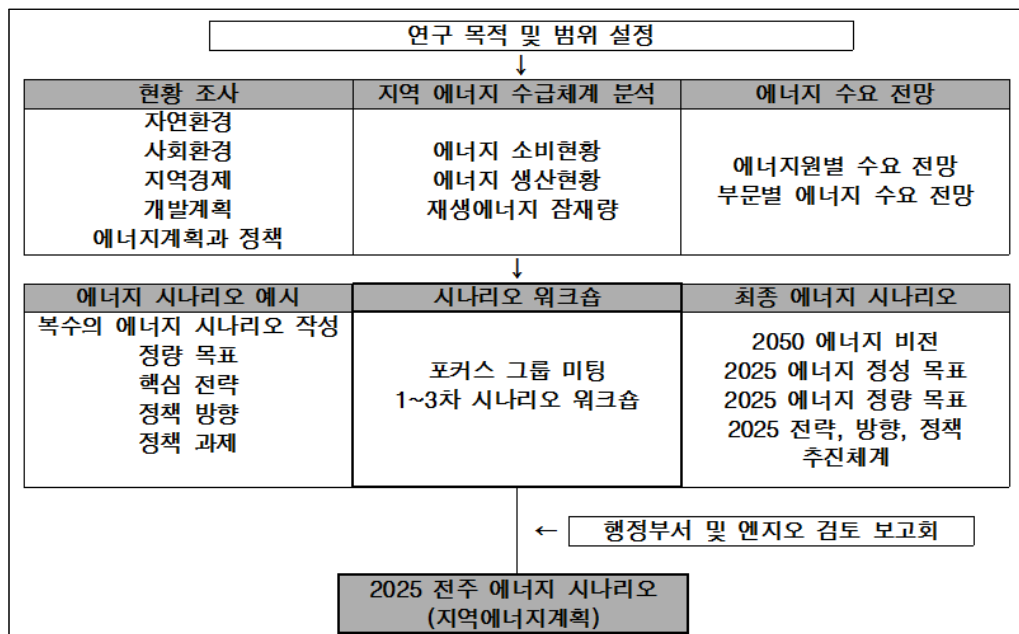 연구 목적 및 범위 설정
↓
현황 조사
자연환경
사회환경
지역경제
개발계획
에너지계획과 정책
지역 에너지 수급체계 분석
에너지 소비현황
에너지 생산현황
재생에너지 잠재량
에너지 수요 전망
에너지원별 수요 전망
부문별 에너지 수요 전망
↓
에너지 시나리오 예시
복수의 에너지 시나리오 작성
정량 목표
핵심 전략
정책 방향
정책 과제
시나리오 워크숍
포커스 그룹 미팅
1~3차 시나리오 워크숍
최종 에너지 시나리오
2050 에너지 비전
2025 에너지 정성 목표
2025 에너지 정량 목표
2025 전략, 방향, 정책
추진체계
← 행정부서 및 엔지오 검토 보고회
2025 전주 에너지 시나리오
(지역에너지계획)